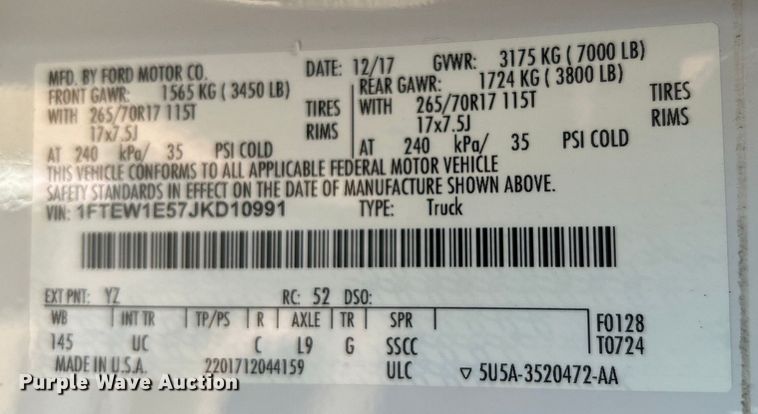 MFD. BY FORD MOTOR CO. DATE: 12/17 GVWR: 3175 KG ( 7000 LB)
FRONT GAWR: 1565 KG ( 3450 LB) REAR GAWR: 1724 KG ( 3800 LB)
WITH 265/70R17 115T TIRES WITH 265/70R17 115T TIRES
17x7.5J RIMS 17x7.5J RIMS
AT 240 kPa/ 35 PSI COLD AT 240 kPa/ 35 PSI COLD
THIS VEHICLE CONFORMS TO ALL APPLICABLE FEDERAL MOTOR VEHICLE
SAFETY STANDARDS IN EFFECT ON THE DATE OF MANUFACTURE SHOWN ABOVE.
VIN: 1FTEW1E57JKD10991 TYPE: Truck
EXT PNT: YZ RC: 52 DSO:
WB INT TR TP/PS R AXLE TR SPR F0128
145 UC C L9 G SSCC T0724
MADE IN U.S.A. 2201712044159 ULC ▽ 5U5A-3520472-AA
Purple Wave Auction